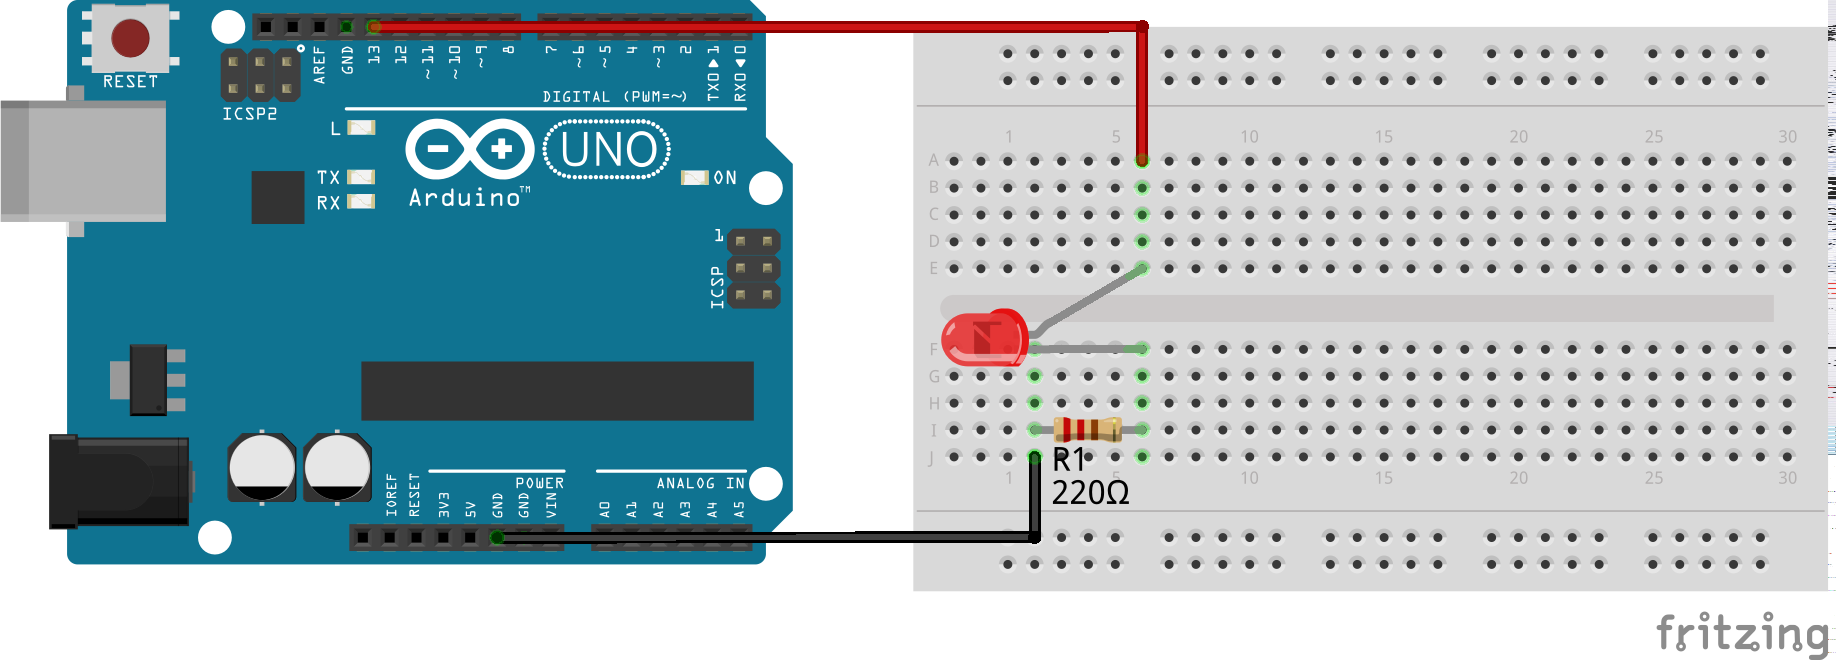 RESET
ICSP2
AREF
GND
13
12
~11
~10
~9
8
7
~6
~5
4
~3
2
TX0▶1
RX0◀0
DIGITAL (PWM=~)
L
TX
RX
UNO
Arduino™
ON
1
ICSP
IOREF
RESET
3V3
5V
GND
GND
VIN
POWER
ANALOG IN
A0
A1
A2
A3
A4
A5
1 5 10 15 20 25 30
A
B
C
D
E
F
G
H
I
J
R1
220Ω
1 10 15 20 25 30
fritzing